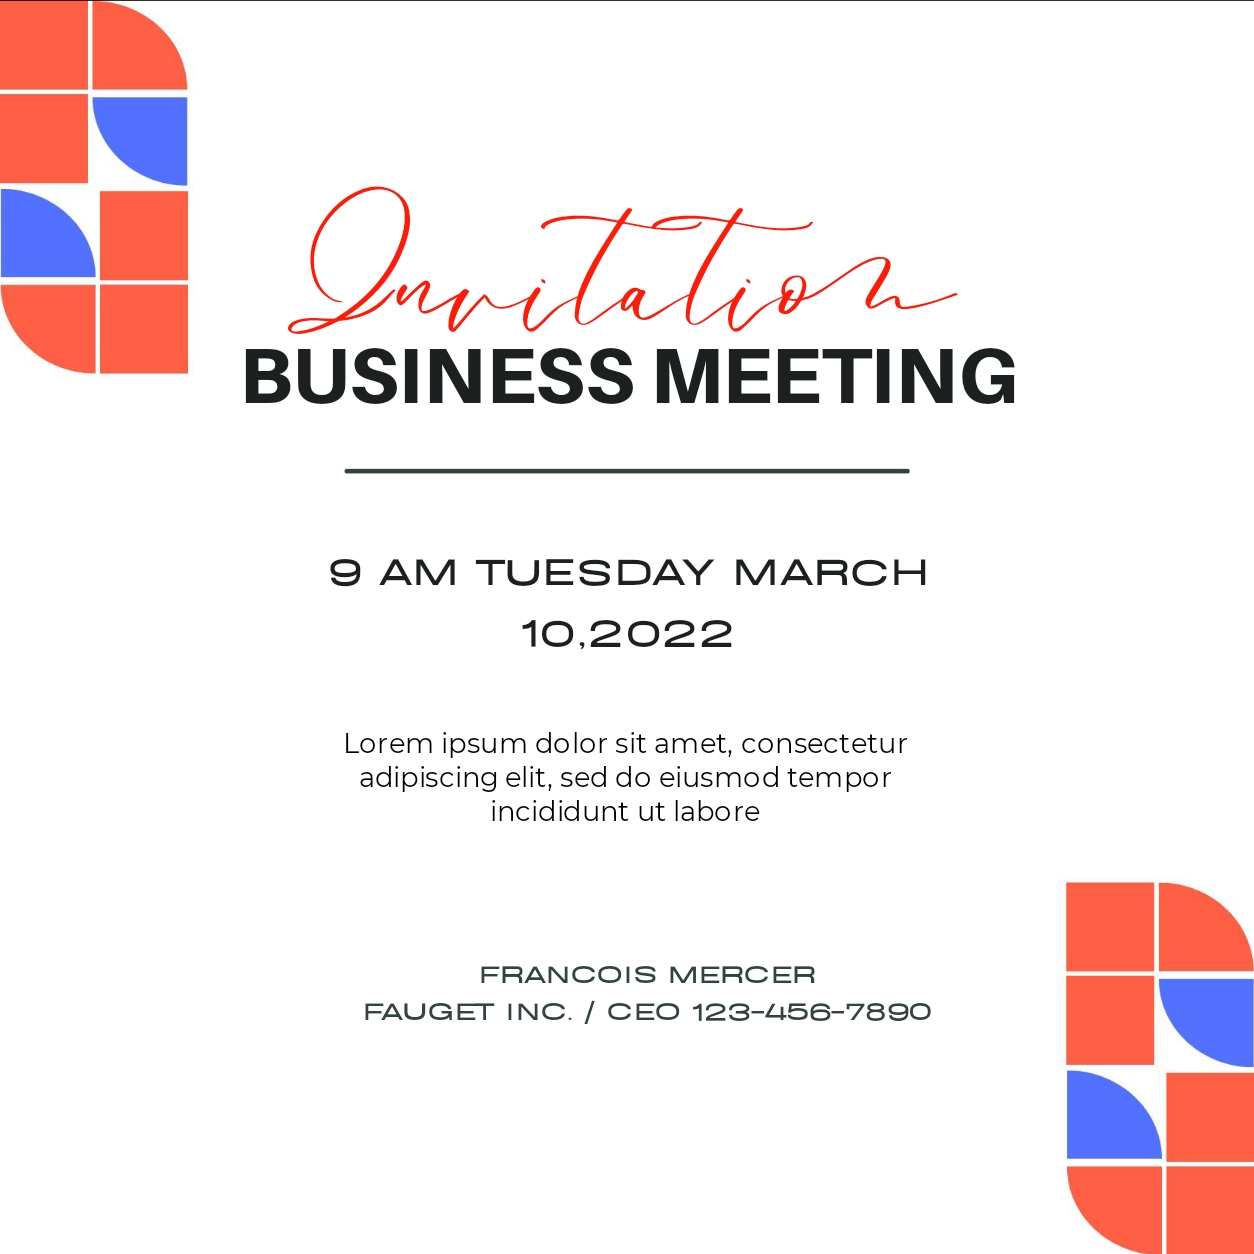 Invitation
BUSINESS MEETING
9 AM TUESDAY MARCH
10,2022
Lorem ipsum dolor sit amet, consectetur
adipiscing elit, sed do eiusmod tempor
incididunt ut labore
FRANCOIS MERCER
FAUGET INC. / CEO 123-456-7890